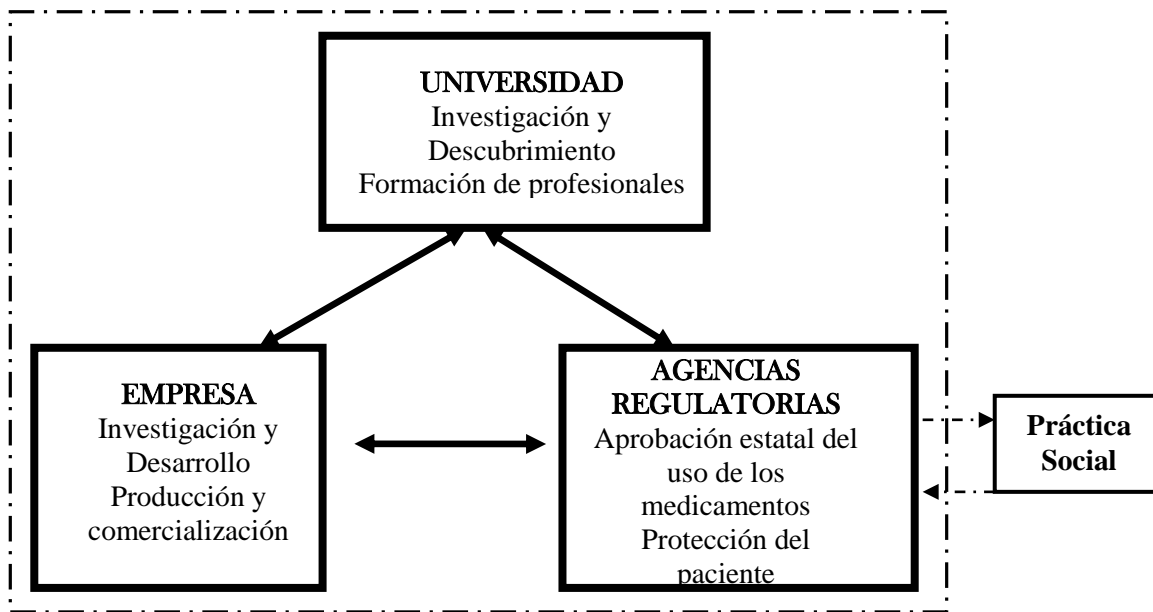 UNIVERSIDAD
Investigación y
Descubrimiento
Formación de profesionales
EMPRESA
Investigación y
Desarrollo
Producción y
comercialización
AGENCIAS
REGULATORIAS
Aprobación estatal del
uso de los
medicamentos
Protección del
paciente
Práctica
Social